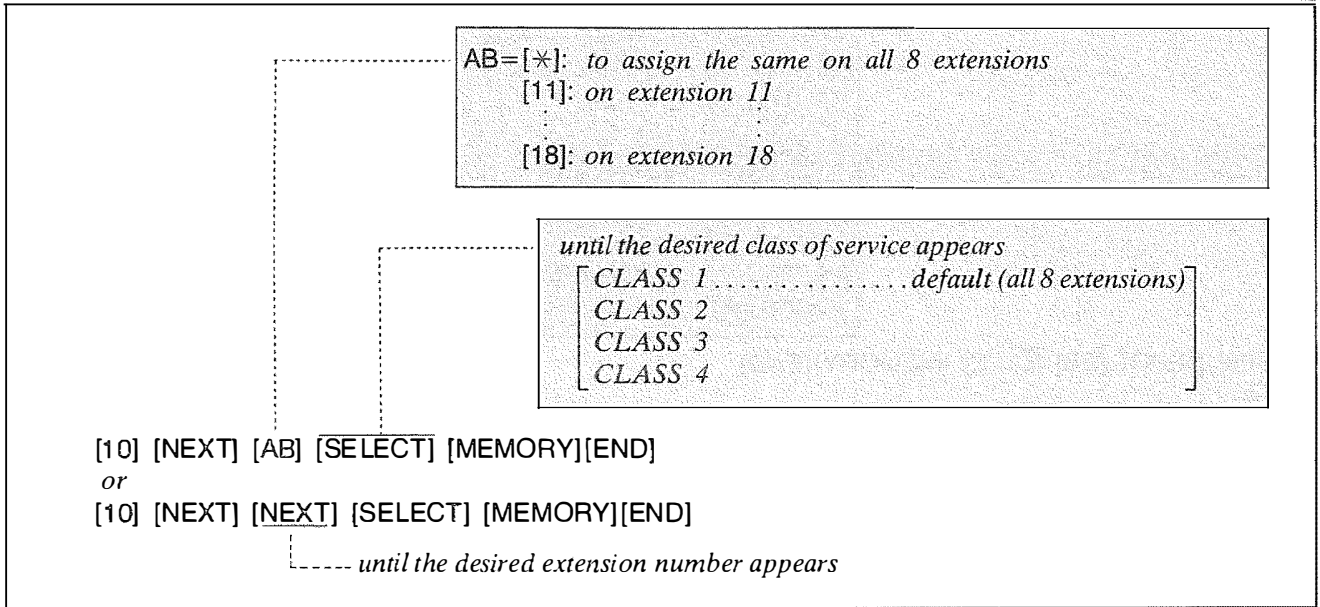 AB=[✳]: to assign the same on all 8 extensions
[11]: on extension 11
: :
[18]: on extension 18
until the desired class of service appears
CLASS 1 . . . . . . . . . . . . . . . . default (all 8 extensions)
CLASS 2
CLASS 3
CLASS 4
[10] [NEXT] [AB] [SELECT] [MEMORY][END]
or
[10] [NEXT] [NEXT] [SELECT] [MEMORY][END]
until the desired extension number appears